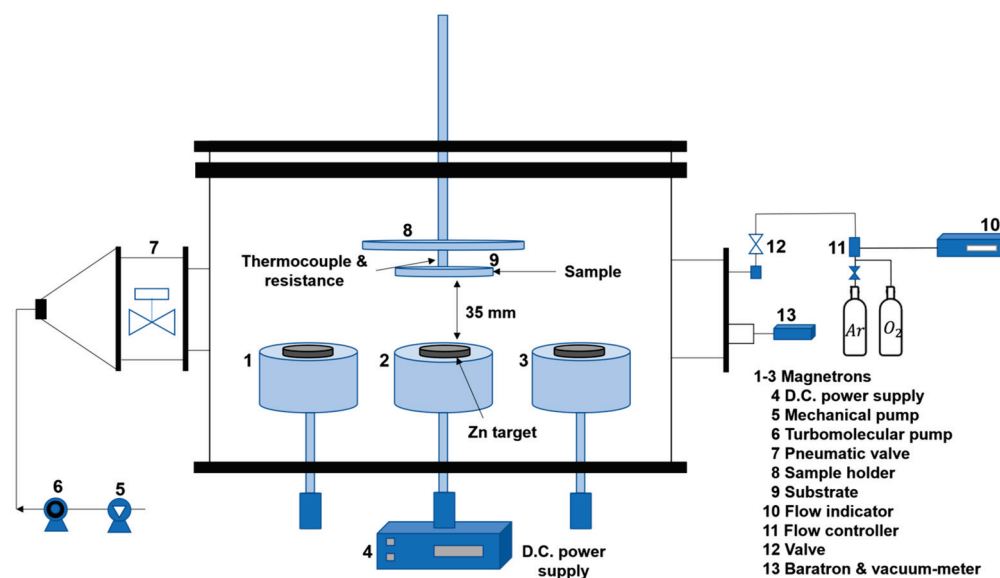 8
7
9
Thermocouple &
resistance
Sample
35 mm
12
11
10
13
Ar
O2
1
2
3
Zn target
6
5
4
D.C. power
supply
1-3 Magnetrons
4 D.C. power supply
5 Mechanical pump
6 Turbomolecular pump
7 Pneumatic valve
8 Sample holder
9 Substrate
10 Flow indicator
11 Flow controller
12 Valve
13 Baratron & vacuum-meter